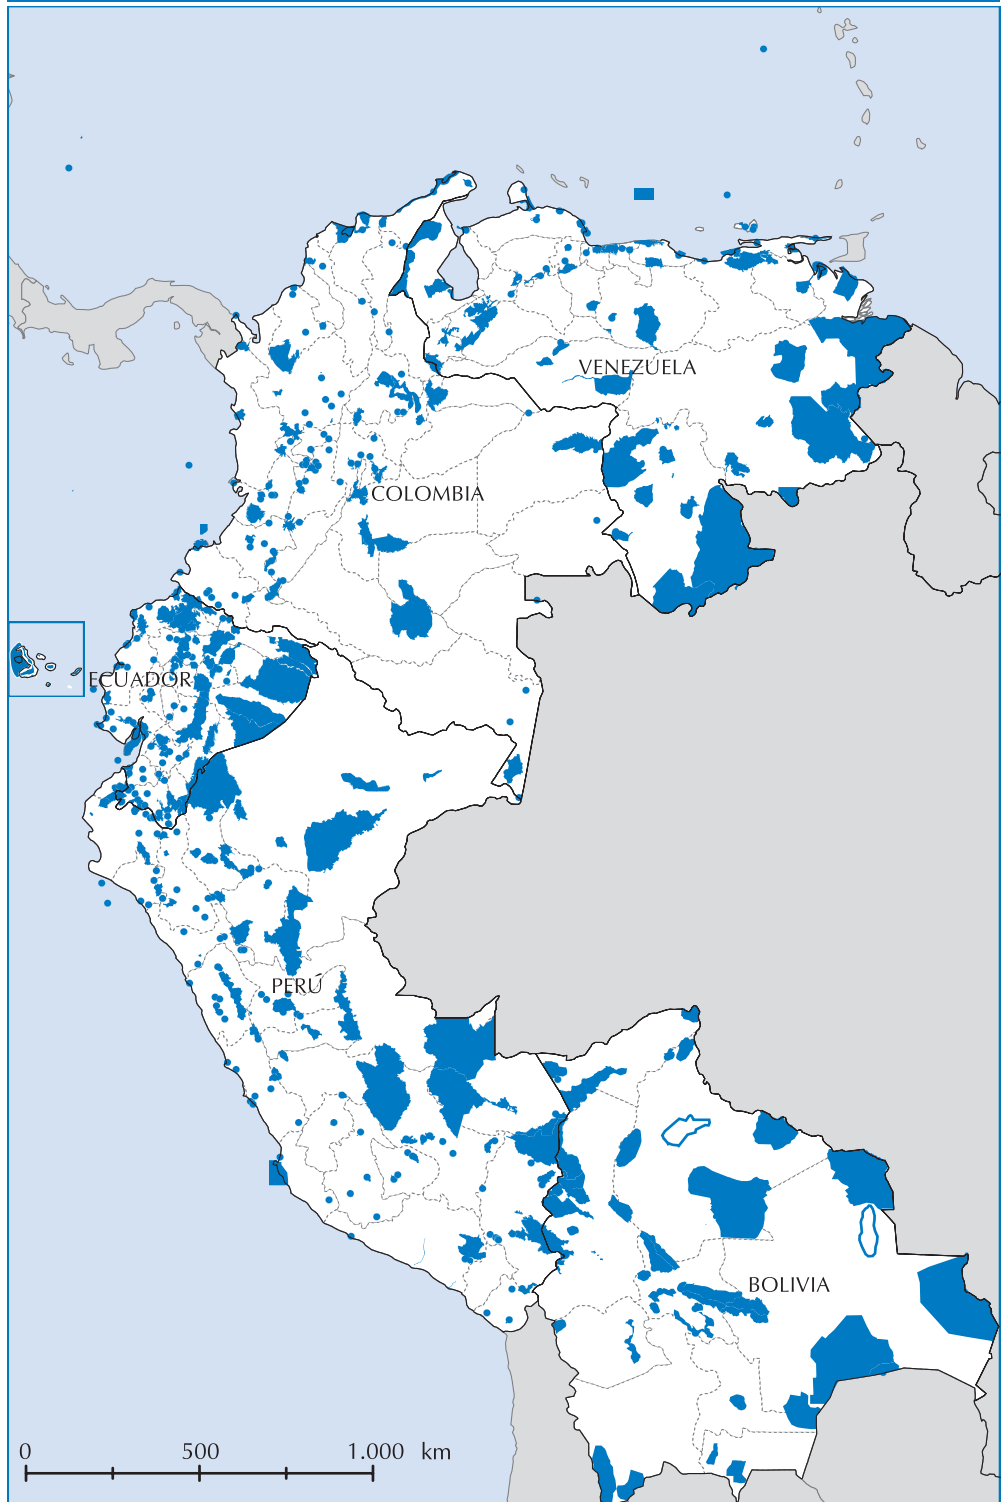 VENEZUELA
COLOMBIA
ECUADOR
PERÚ
BOLIVIA
0 500 1.000 km